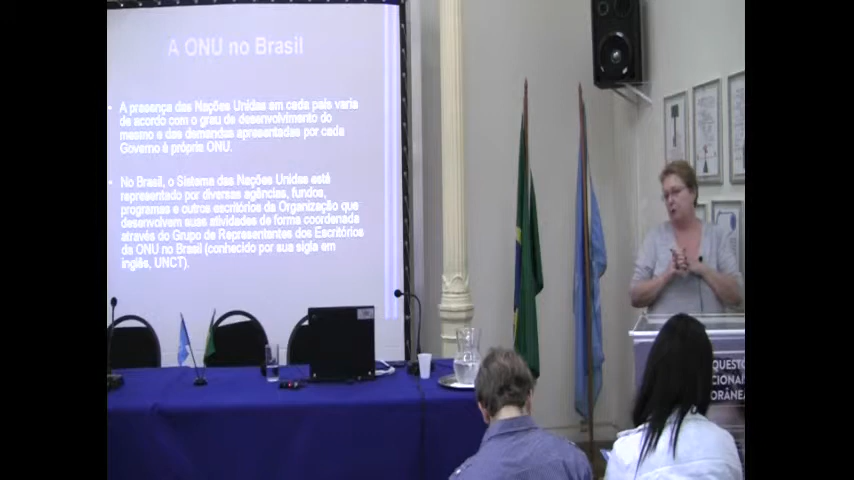 A ONU no Brasil
• A presença das Nações Unidas em cada país varia
de acordo com o grau de desenvolvimento do
mesmo e das demandas apresentadas por cada
Governo à própria ONU.
• No Brasil, o Sistema das Nações Unidas está
representado por diversas agências, fundos,
programas e outros escritórios da Organização que
desenvolvem suas atividades de forma coordenada
através do Grupo de Representantes dos Escritórios
da ONU no Brasil (conhecido por sua sigla em
inglês, UNCT).
QUESTO
CIONAI
ORÂNEA